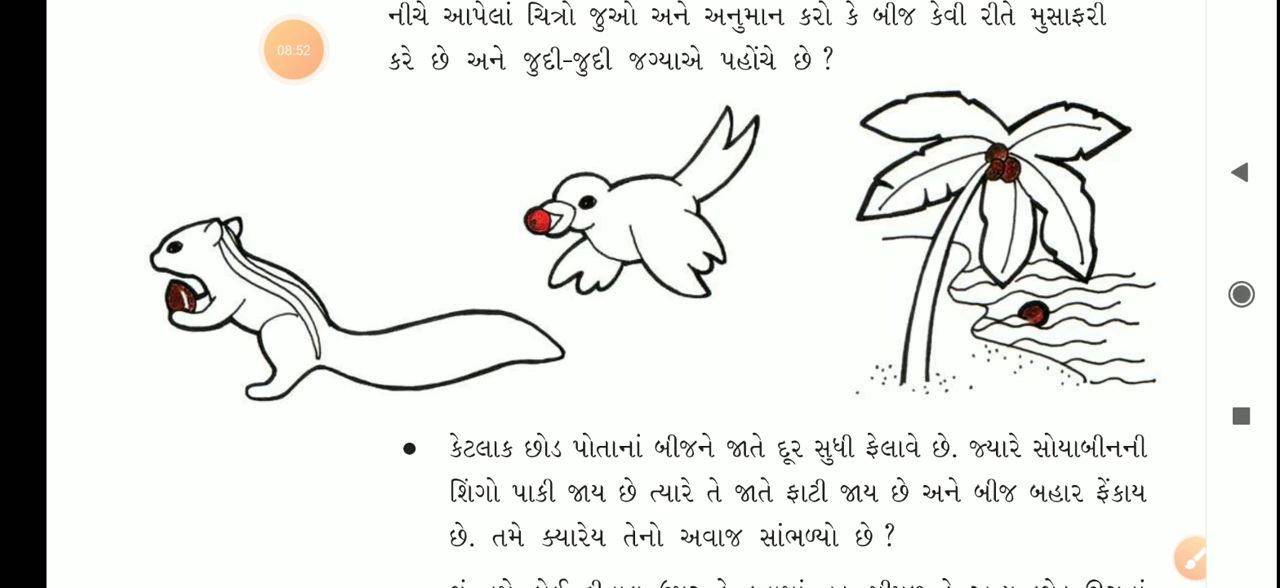 નીચે આપેલાં ચિત્રો જુઓ અને અનુમાન કરો કે બીજ કેવી રીતે મુસાફરી
08:52
કરે છે અને જુદી-જુદી જગ્યાએ પહોંચે છે ?
કેટલાક છોડ પોતાનાં બીજને જાતે દૂર સુધી ફેલાવે છે. જ્યારે સોયાબીનની
શિંગો પાકી જાય છે ત્યારે તે જાતે ફાટી જાય છે અને બીજ બહાર ફેંકાય
છે. તમે ક્યારેય તેનો અવાજ સાંભળ્યો છે ?